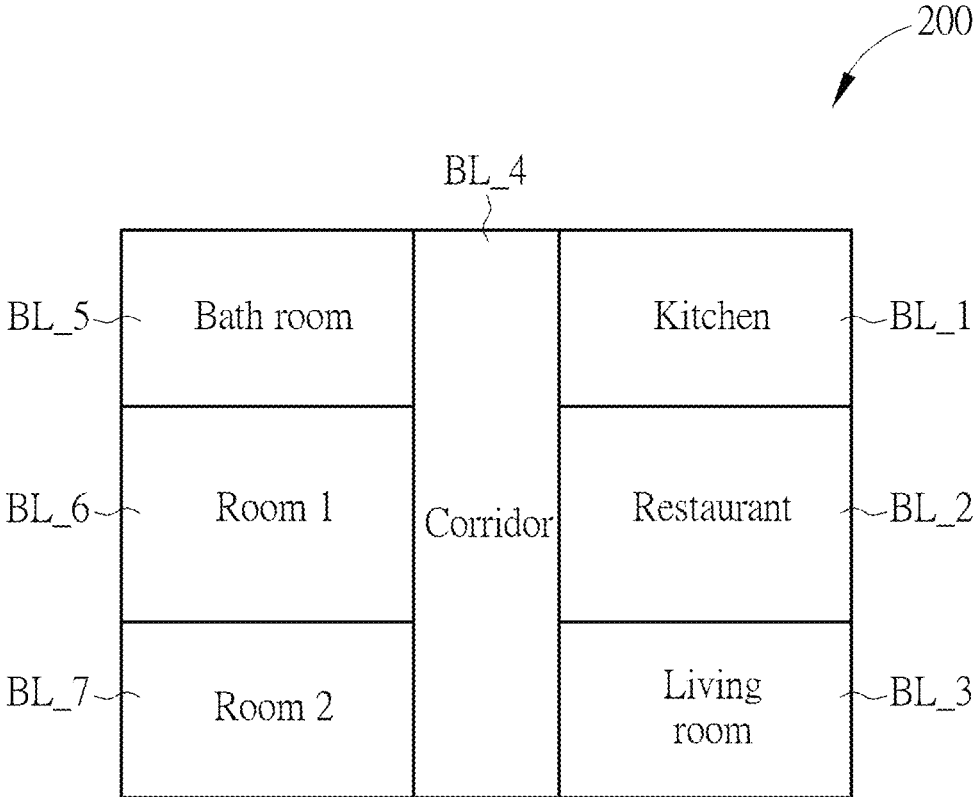 200
BL_4
BL_5
Bath room
Kitchen
BL_1
BL_6
Room 1
Corridor
Restaurant
BL_2
BL_7
Room 2
Living
room
BL_3